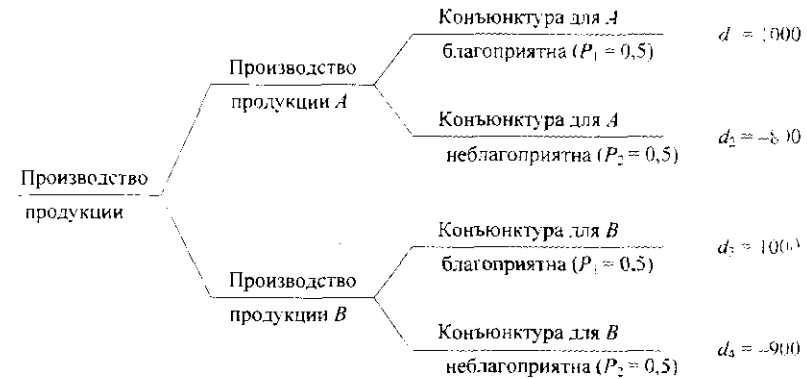 Конъюнктура для А
благоприятна (P₁ = 0,5)
Производство
продукции А
Конъюнктура для А
неблагоприятна (P₂ = 0,5)
Производство
продукции
Конъюнктура для В
благоприятна (P₁ = 0.5)
Производство
продукции В
Конъюнктура для В
d₄ = –900
неблагоприятна (P₂ = 0,5)